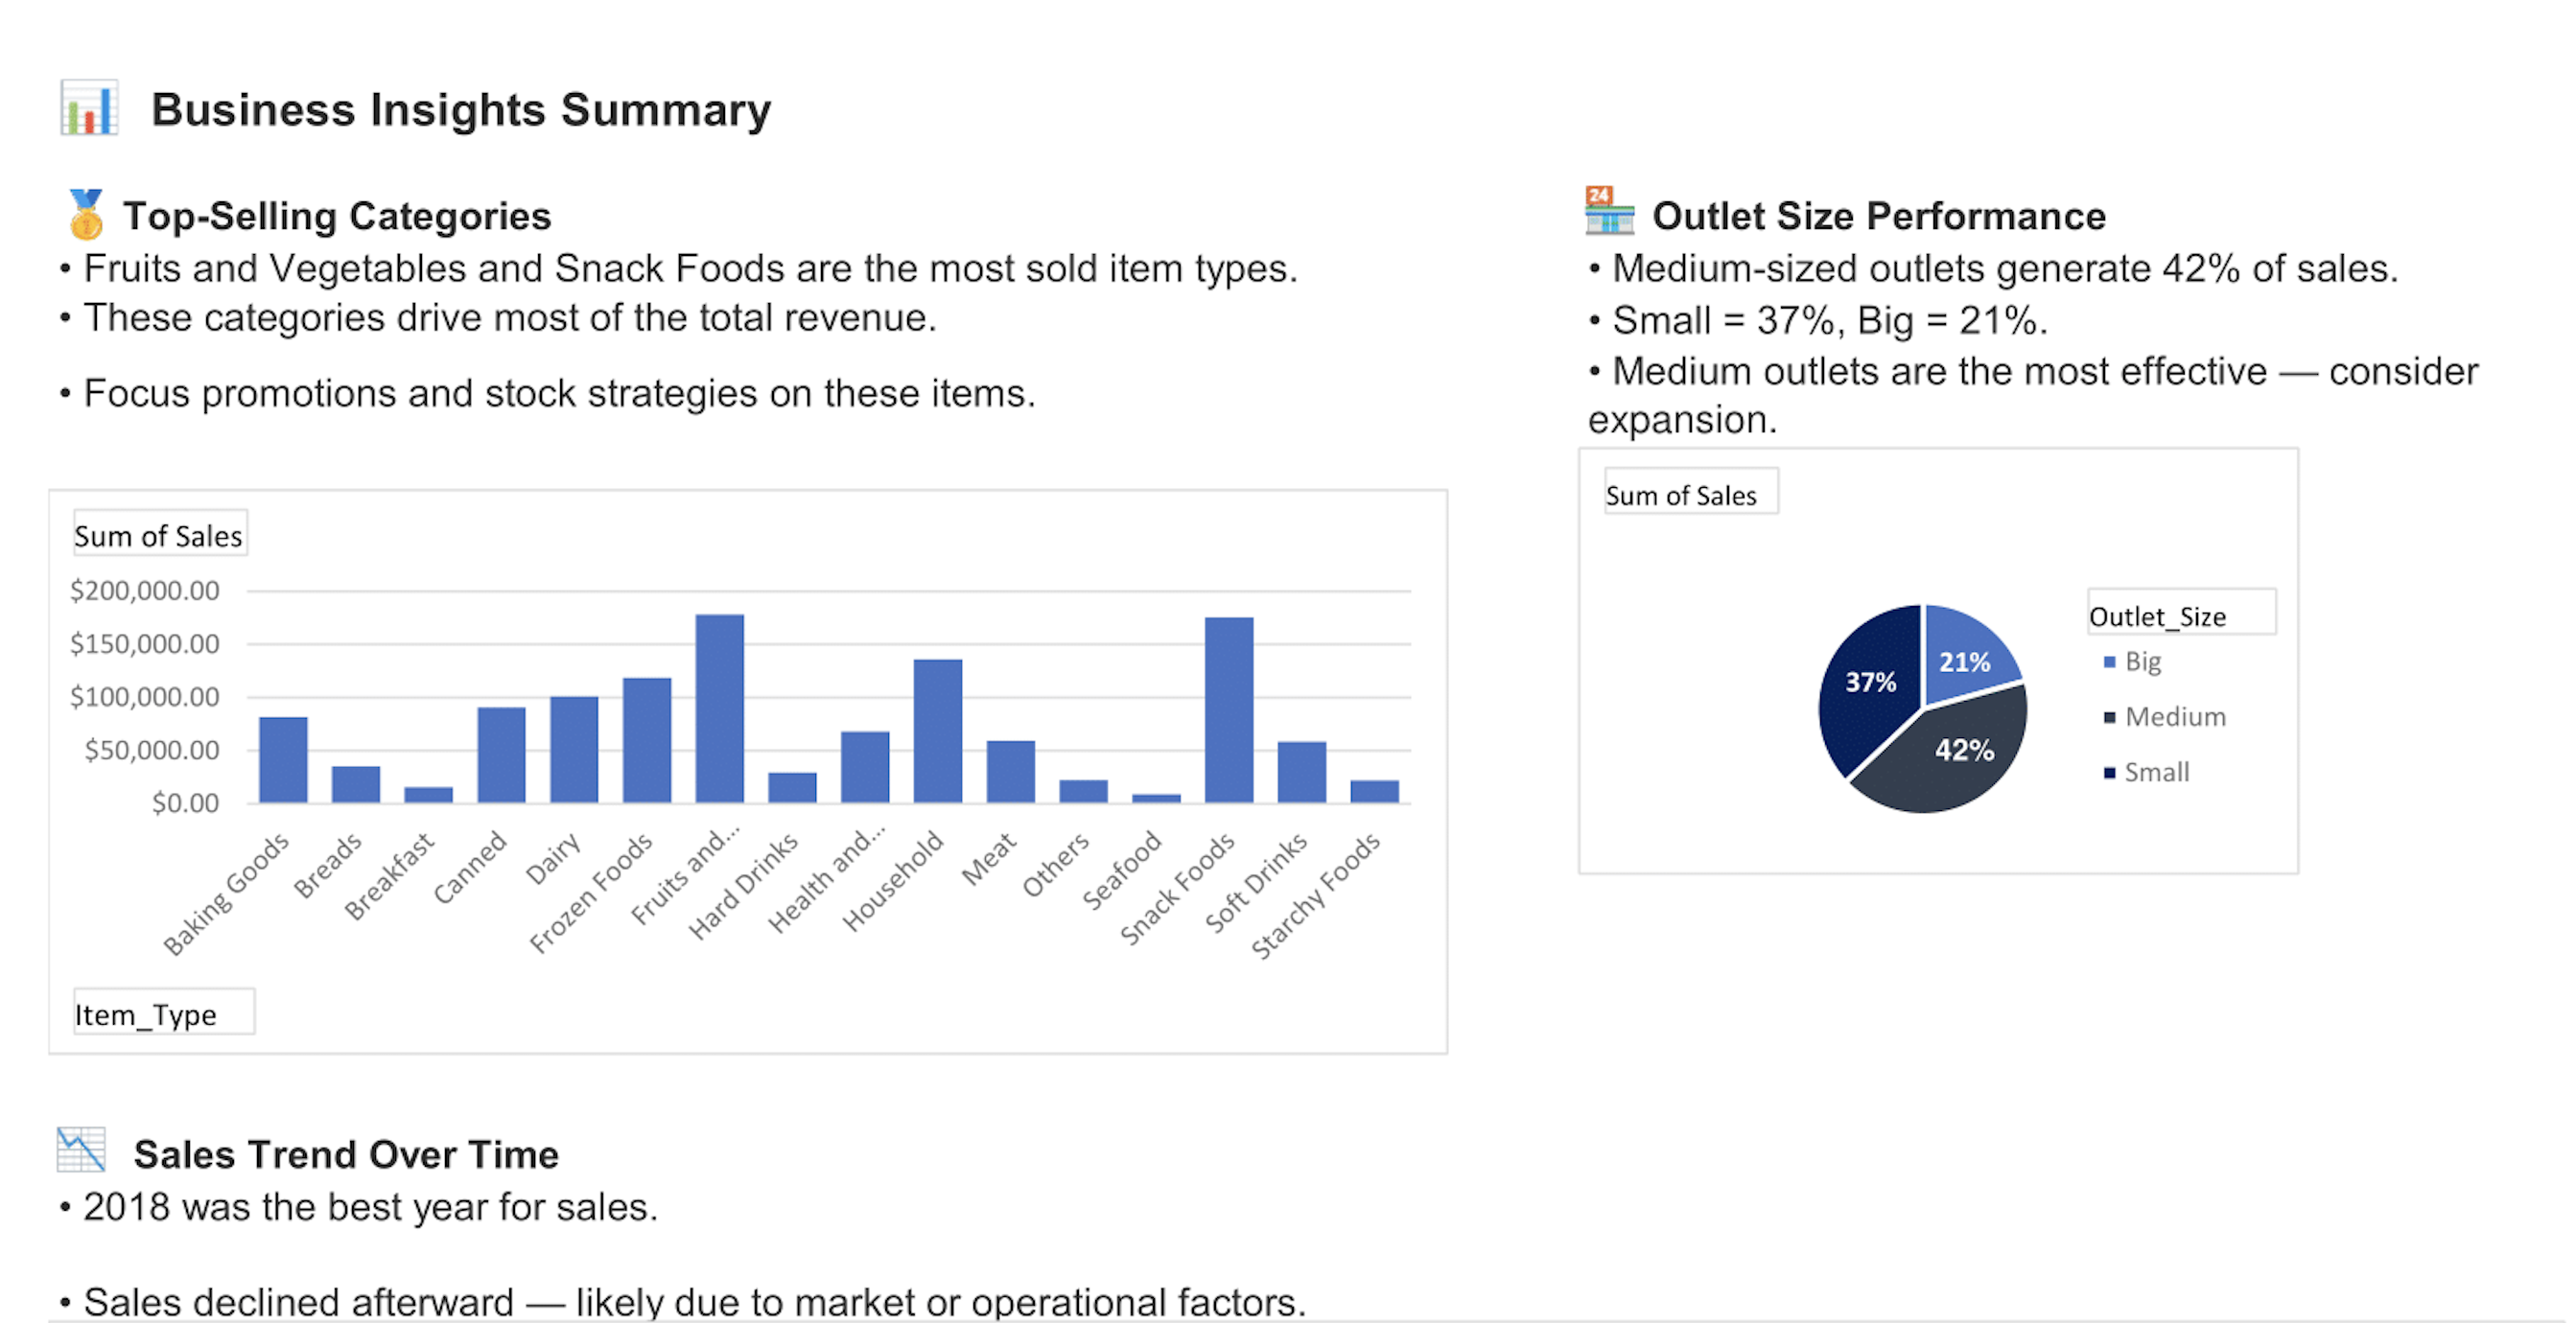 Business Insights Summary
Top-Selling Categories
• Fruits and Vegetables and Snack Foods are the most sold item types.
• These categories drive most of the total revenue.
• Focus promotions and stock strategies on these items.
Sum of Sales
$200,000.00
$150,000.00
$100,000.00
$50,000.00
$0.00
Baking Goods
Breads
Breakfast
Canned
Dairy
Frozen Foods
Fruits and...
Hard Drinks
Health and...
Household
Meat
Others
Seafood
Snack Foods
Soft Drinks
Starchy Foods
Item_Type
24
Outlet Size Performance
• Medium-sized outlets generate 42% of sales.
• Small = 37%, Big = 21%.
• Medium outlets are the most effective — consider
expansion.
Sum of Sales
37%
21%
42%
Outlet_Size
Big
Medium
Small
Sales Trend Over Time
• 2018 was the best year for sales.
• Sales declined afterward — likely due to market or operational factors.